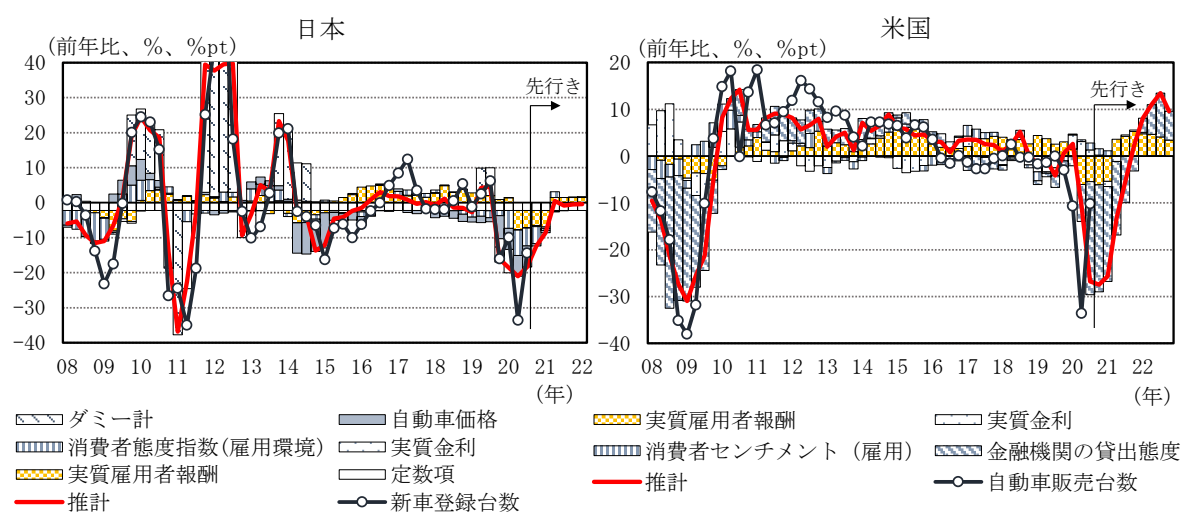 日本
(前年比、%、%pt)
40
30
20
10
0
-10
-20
-30
-40
先行き
08 09 10 11 12 13 14 15 16 17 18 19 20 21 22
(年)
ダミー計
自動車価格
消費者態度指数(雇用環境)
実質金利
実質雇用者報酬
定数項
推計
新車登録台数
米国
(前年比、%、%pt)
20
10
0
-10
-20
-30
-40
先行き
08 09 10 11 12 13 14 15 16 17 18 19 20 21 22
(年)
実質雇用者報酬
実質金利
消費者センチメント (雇用)
金融機関の貸出態度
推計
自動車販売台数